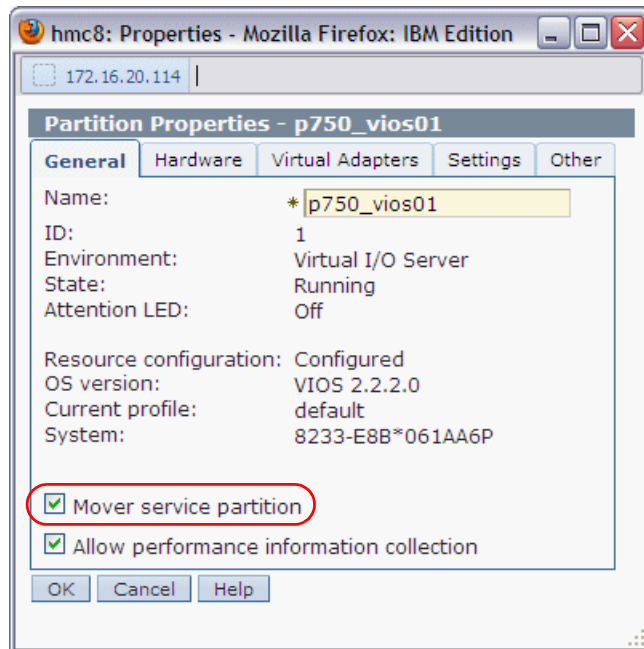 hmc8: Properties - Mozilla Firefox: IBM Edition
172.16.20.114
Partition Properties - p750_vios01
General Hardware Virtual Adapters Settings Other
Name: * p750_vios01
ID: 1
Environment: Virtual I/O Server
State: Running
Attention LED: Off
Resource configuration: Configured
OS version: VIOS 2.2.2.0
Current profile: default
System: 8233-E8B*061AA6P
Mover service partition
Allow performance information collection
OK Cancel Help